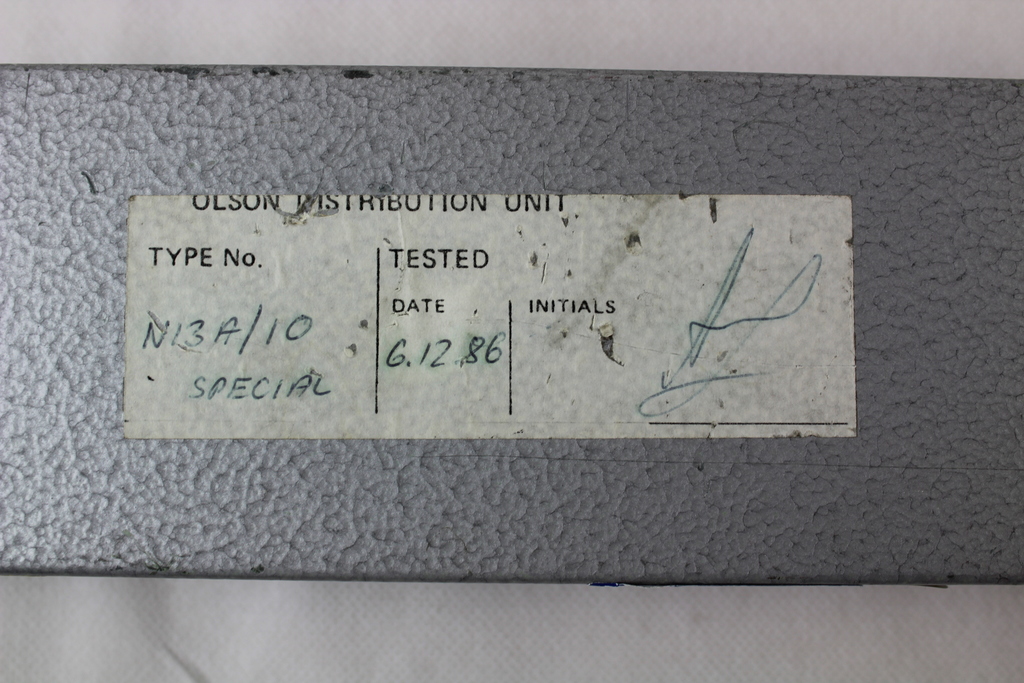 OLSON DISTRIBUTION UNIT
TYPE No.
N13A/10
SPECIAL
TESTED
DATE
6.12.86
INITIALS